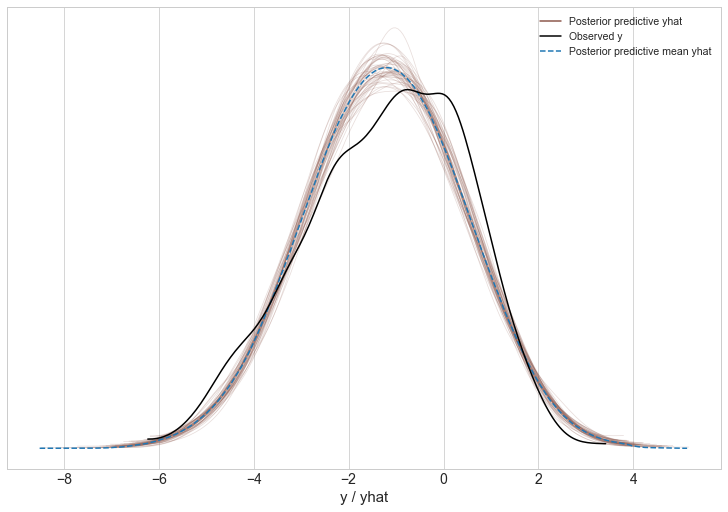 Posterior predictive yhat
Observed y
Posterior predictive mean yhat
−8 −6 −4 −2 0 2 4
y / yhat